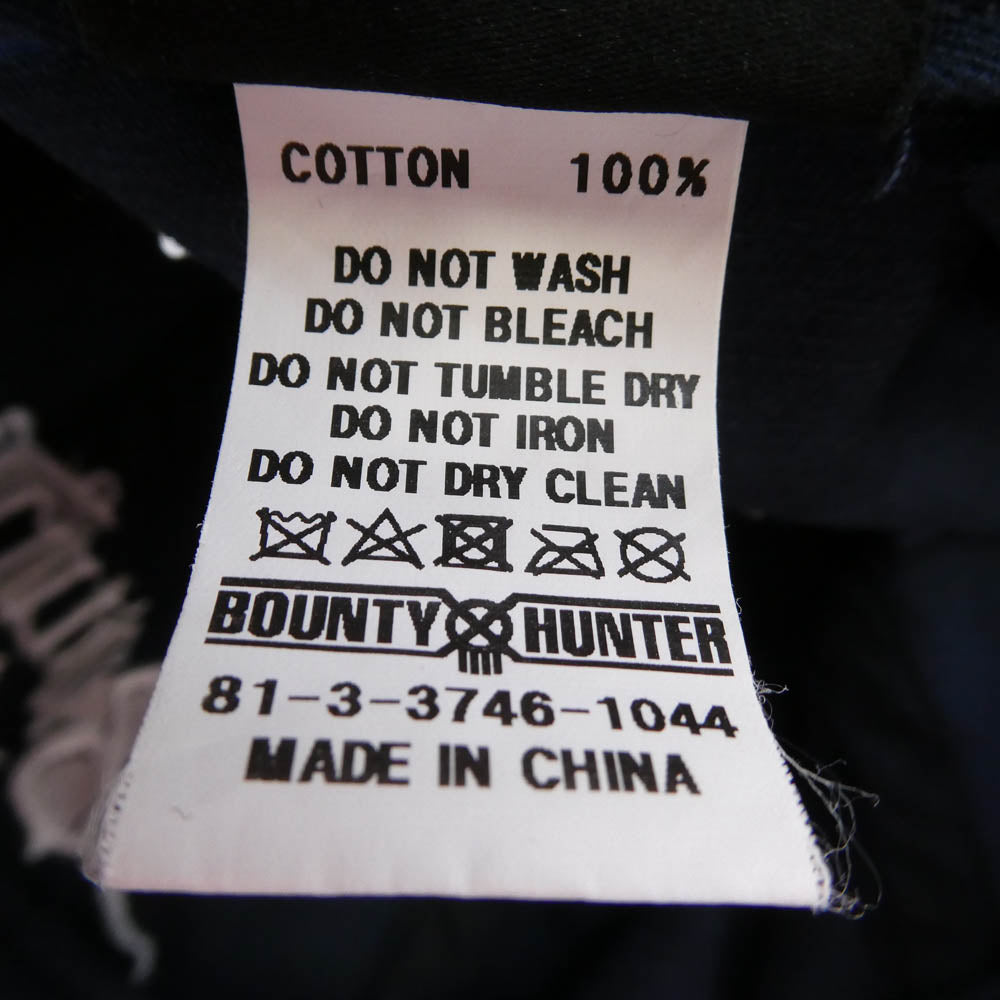 COTTON 100%
DO NOT WASH
DO NOT BLEACH
DO NOT TUMBLE DRY
DO NOT IRON
DO NOT DRY CLEAN
BOUNTY HUNTER
81-3-3746-1044
MADE IN CHINA